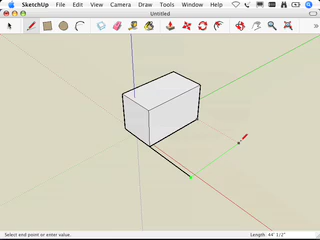 SketchUp File Edit View Camera Draw Tools Window Help
Untitled
Select end point or enter value. Length 44' 1/2"